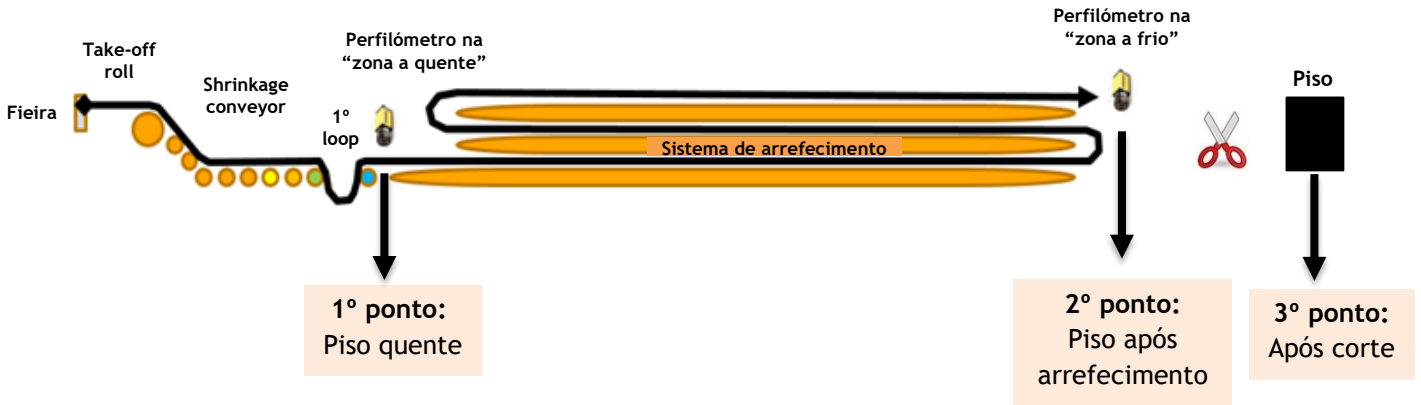 Fieira
Take-off
roll
Shrinkage
conveyor
1º
loop
Perfilómetro na
“zona a quente”
Sistema de arrefecimento
Perfilómetro na
“zona a frio”
Piso
1º ponto:
Piso quente
2º ponto:
Piso após
arrefecimento
3º ponto:
Após corte